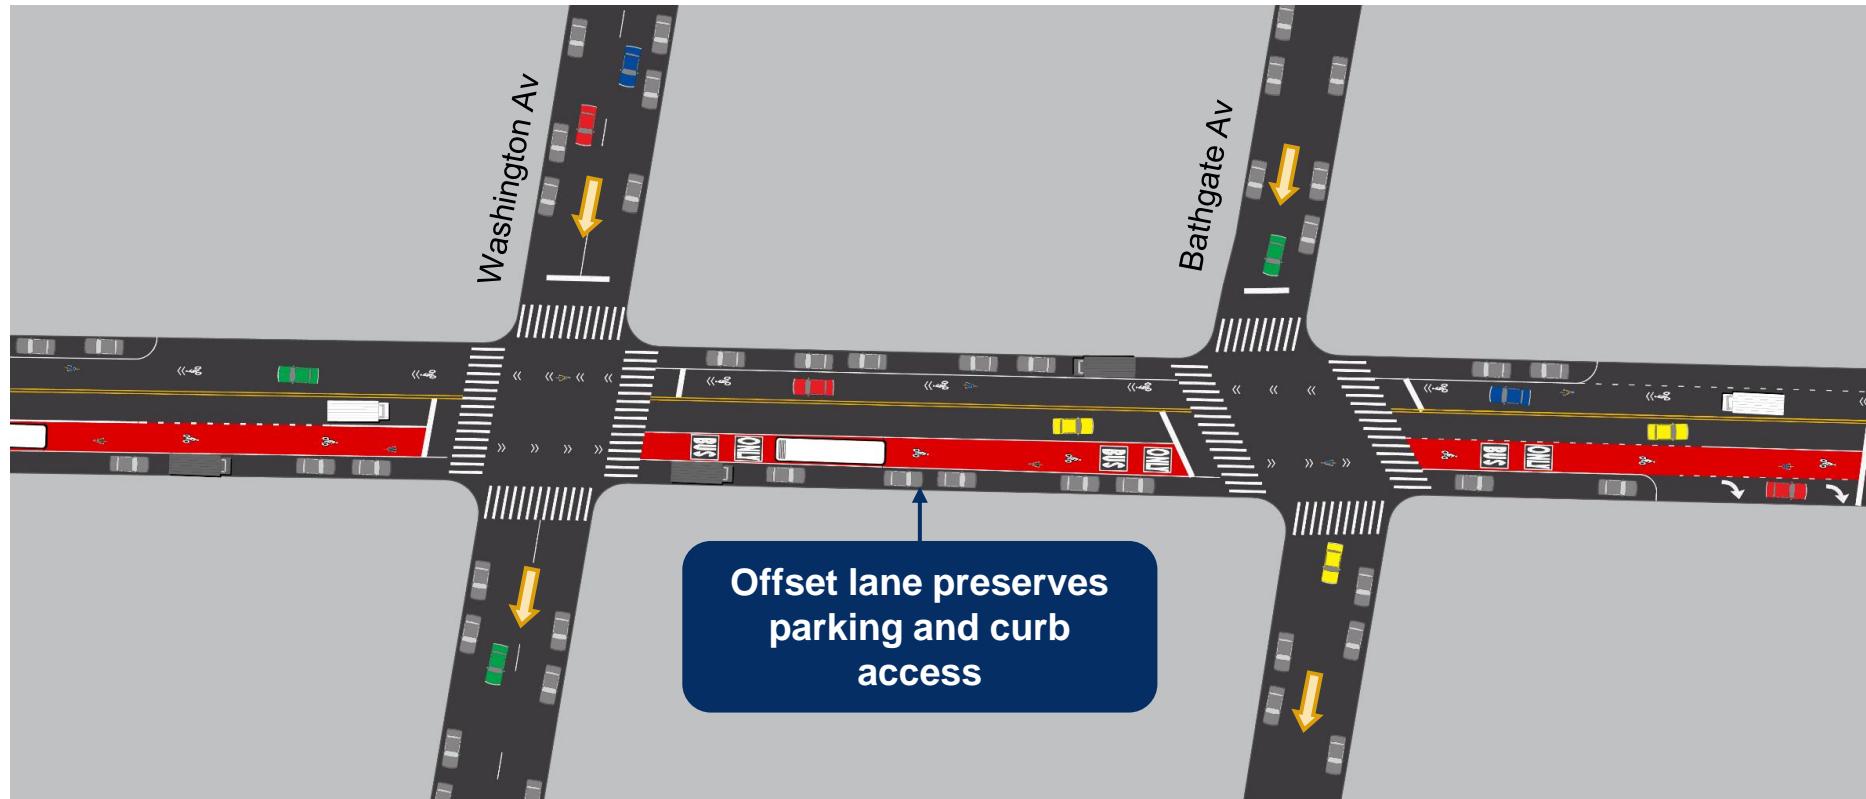 Washington Av
Bathgate Av
BUS ONLY
BUS ONLY
BUS ONLY
Offset lane preserves
parking and curb
access